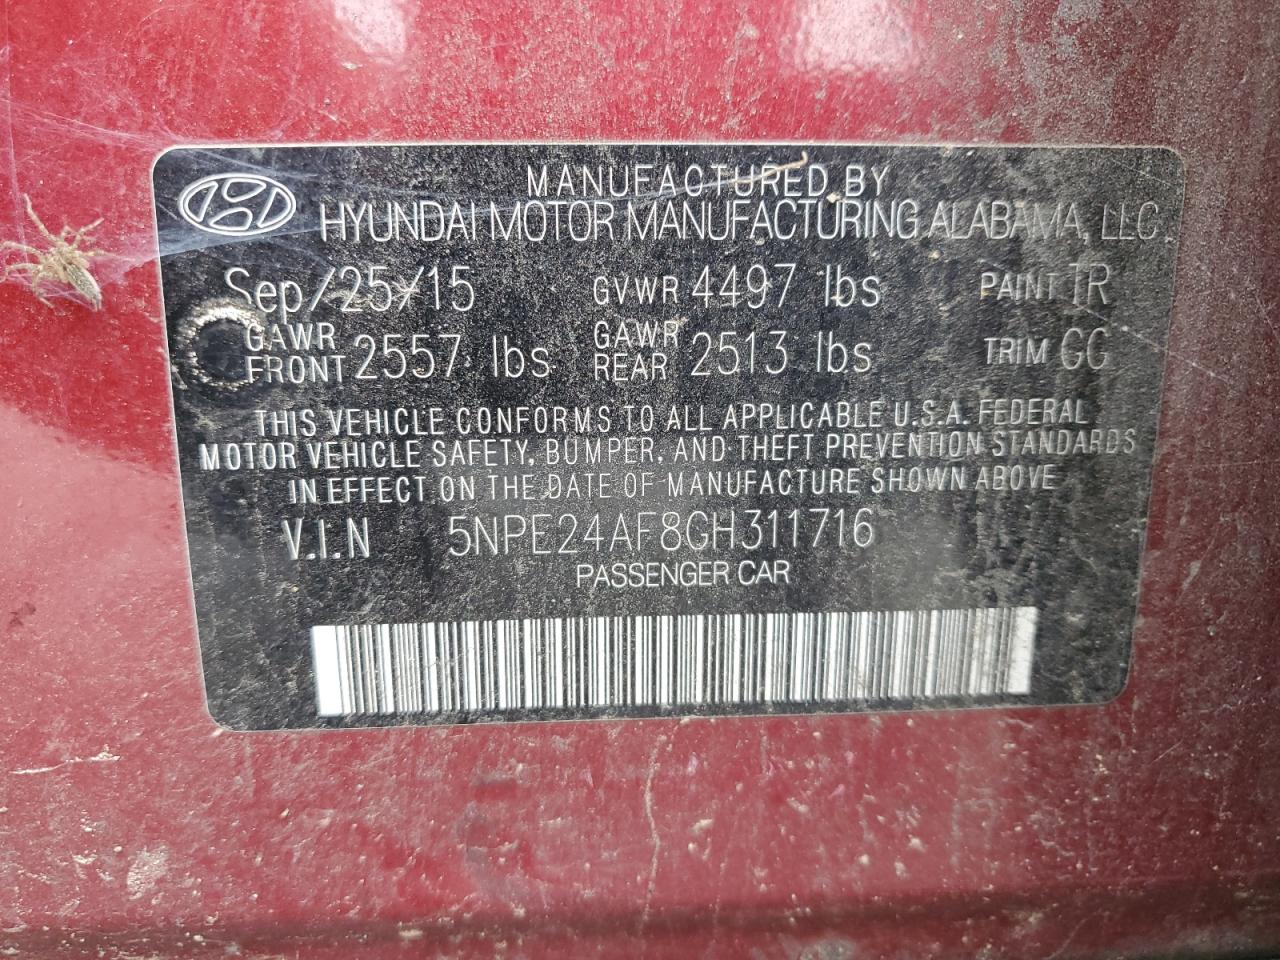 MANUFACTURED BY
HYUNDAI MOTOR MANUFACTURING ALABAMA, LLC
Sep/25/15 GVWR 4497 lbs PAINT TR
GAWR FRONT 2557 lbs GAWR REAR 2513 lbs TRIM GG
THIS VEHICLE CONFORMS TO ALL APPLICABLE U.S.A. FEDERAL
MOTOR VEHICLE SAFETY, BUMPER, AND THEFT PREVENTION STANDARDS
IN EFFECT ON THE DATE OF MANUFACTURE SHOWN ABOVE
V.I.N 5NPE24AF8GH311716
PASSENGER CAR